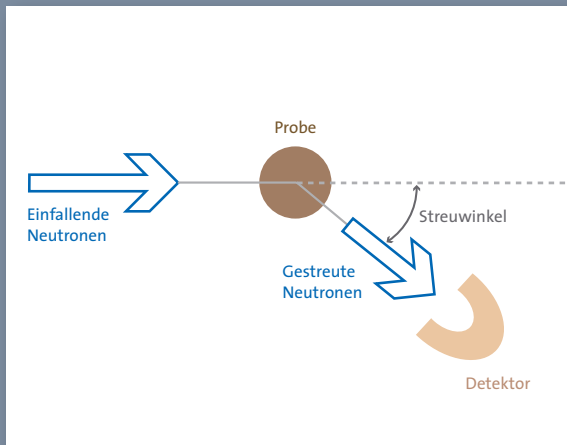 Probe
Einfallende
Neutronen
Streuwinkel
Gestreute
Neutronen
Detektor